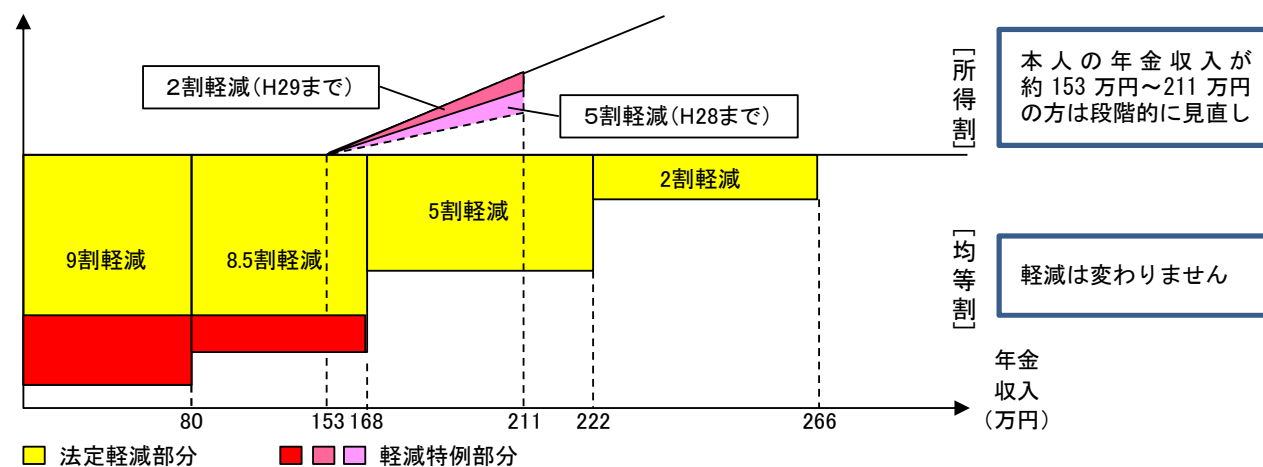 2割軽減(H29まで)
5割軽減(H28まで)
[所得割]
本人の年金収入が
約153万円～211万円
の方は段階的に見直し
9割軽減
8.5割軽減
5割軽減
2割軽減
[均等割]
軽減は変わりません
80
153
168
211
222
266
年金
収入
(万円)
法定軽減部分
軽減特例部分